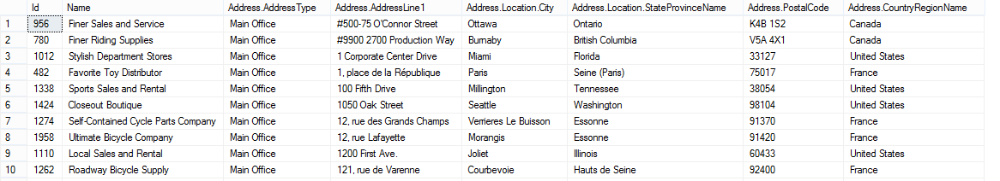 Id Name Address.AddressType Address.AddressLine1 Address.Location.City Address.Location.StateProvinceName Address.PostalCode Address.CountryRegionName
1 956 Finer Sales and Service Main Office #500-75 O'Connor Street Ottawa Ontario K4B 1S2 Canada
2 780 Finer Riding Supplies Main Office #9900 2700 Production Way Burnaby British Columbia V5A 4X1 Canada
3 1012 Stylish Department Stores Main Office 1 Corporate Center Drive Miami Florida 33127 United States
4 482 Favorite Toy Distributor Main Office 1, place de la République Paris Seine (Paris) 75017 France
5 1338 Sports Sales and Rental Main Office 100 Fifth Drive Millington Tennessee 38054 United States
6 1424 Closeout Boutique Main Office 1050 Oak Street Seattle Washington 98104 United States
7 1274 Self-Contained Cycle Parts Company Main Office 12, rue des Grands Champs Verrieres Le Buisson Essonne 91370 France
8 1958 Ultimate Bicycle Company Main Office 12, rue Lafayette Morangis Essonne 91420 France
9 1110 Local Sales and Rental Main Office 1200 First Ave. Joliet Illinois 60433 United States
10 1262 Roadway Bicycle Supply Main Office 121, rue de Varenne Courbevoie Hauts de Seine 92400 France